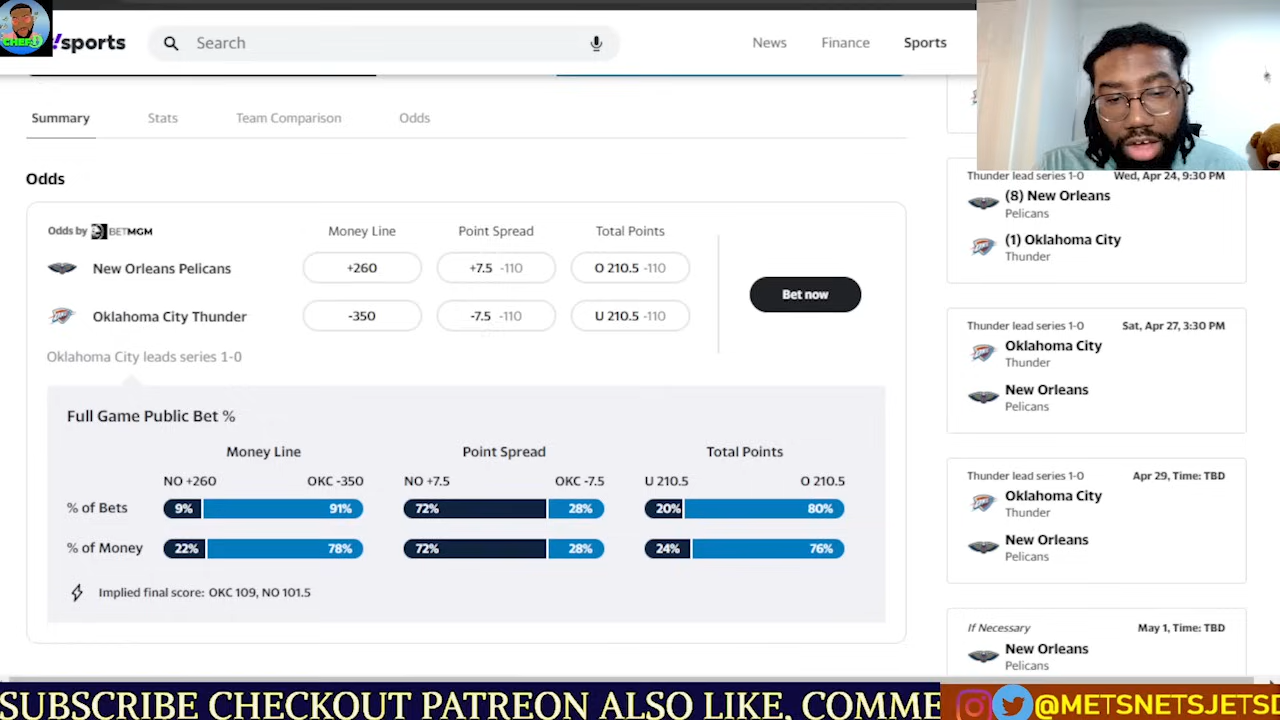 CHEF J
!sports
Search
News
Finance
Sports
Summary
Stats
Team Comparison
Odds
Odds
Odds by BETMGM
Money Line
Point Spread
Total Points
New Orleans Pelicans
+260
+7.5 -110
O 210.5 -110
Oklahoma City Thunder
-350
-7.5 -110
U 210.5 -110
Bet now
Oklahoma City leads series 1-0
Full Game Public Bet %
Money Line
Point Spread
Total Points
NO +260
OKC -350
NO +7.5
OKC -7.5
U 210.5
O 210.5
% of Bets
9%
91%
72%
28%
20%
80%
% of Money
22%
78%
72%
28%
24%
76%
Implied final score: OKC 109, NO 101.5
Thunder lead series 1-0
Wed, Apr 24, 9:30 PM
(8) New Orleans
Pelicans
(1) Oklahoma City
Thunder
Thunder lead series 1-0
Sat, Apr 27, 3:30 PM
Oklahoma City
Thunder
New Orleans
Pelicans
Thunder lead series 1-0
Apr 29, Time: TBD
Oklahoma City
Thunder
New Orleans
Pelicans
If Necessary
May 1, Time: TBD
New Orleans
Pelicans
SUBSCRIBE CHECKOUT PATREON ALSO LIKE, COMME
@METSNETSJETSL